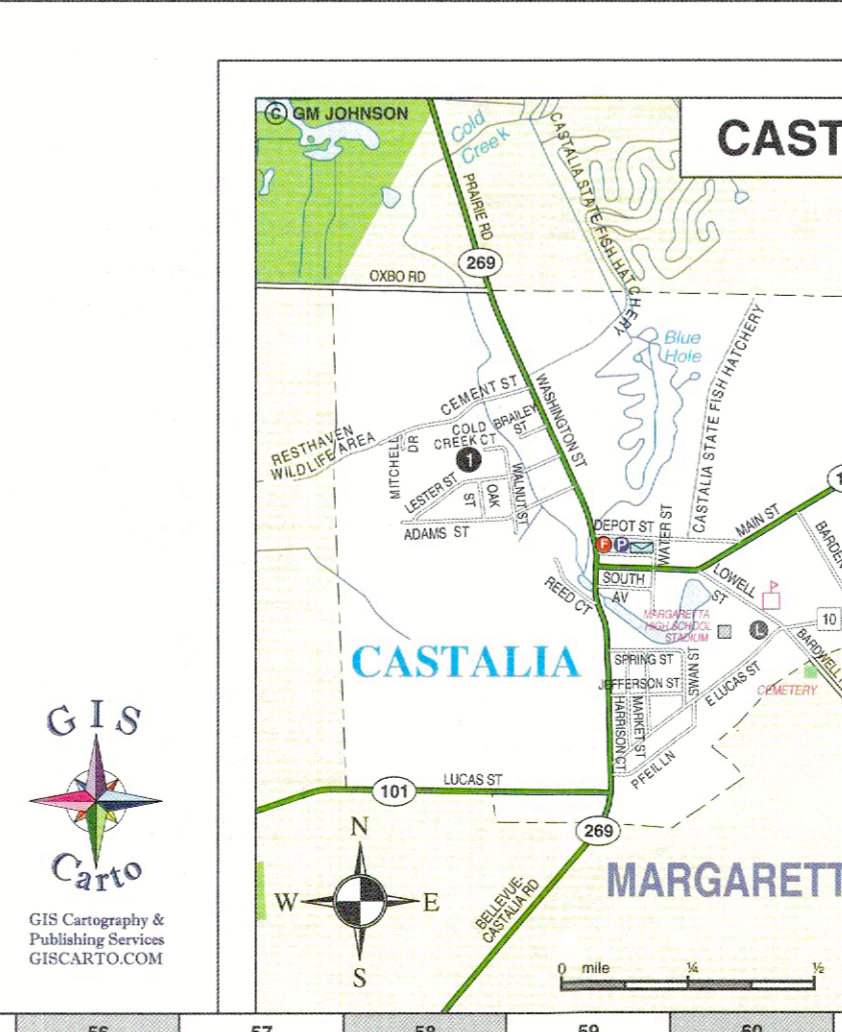 © GM JOHNSON
CAST
Cold
Creek
CASTALIA STATE FISH HATCHERY
PRAIRIE RD
269
OXBO RD
Blue
Hole
CASTALIA STATE FISH HATCHERY
CEMENT ST
WASHINGTON ST
BRAILEY
ST
COLD
CREEK CT
RESTHAVEN
WILDLIFE AREA
MITCHELL
DR
1
LESTER ST
OAK
ST
WALNUT ST
ADAMS ST
DEPOT ST
F P
WATER ST
MAIN ST
BARDEN
SOUTH
AV
REED CT
LOWELL
ST
MARGARETTA
HIGH SCHOOL
STADIUM
L
10
BARDWELL
CASTALIA
SPRING ST
JEFFERSON ST
SWAN ST
E LUCAS ST
CEMETERY
HARRISON CT
MARKET ST
PFEIL LN
GIS
Carto
GIS Cartography &
Publishing Services
GISCARTO.COM
LUCAS ST
101
269
N
W E
S
BELLEVUE-
CASTALIA RD
MARGARETT
0 mile ¼ ½
56 57 58 59 60